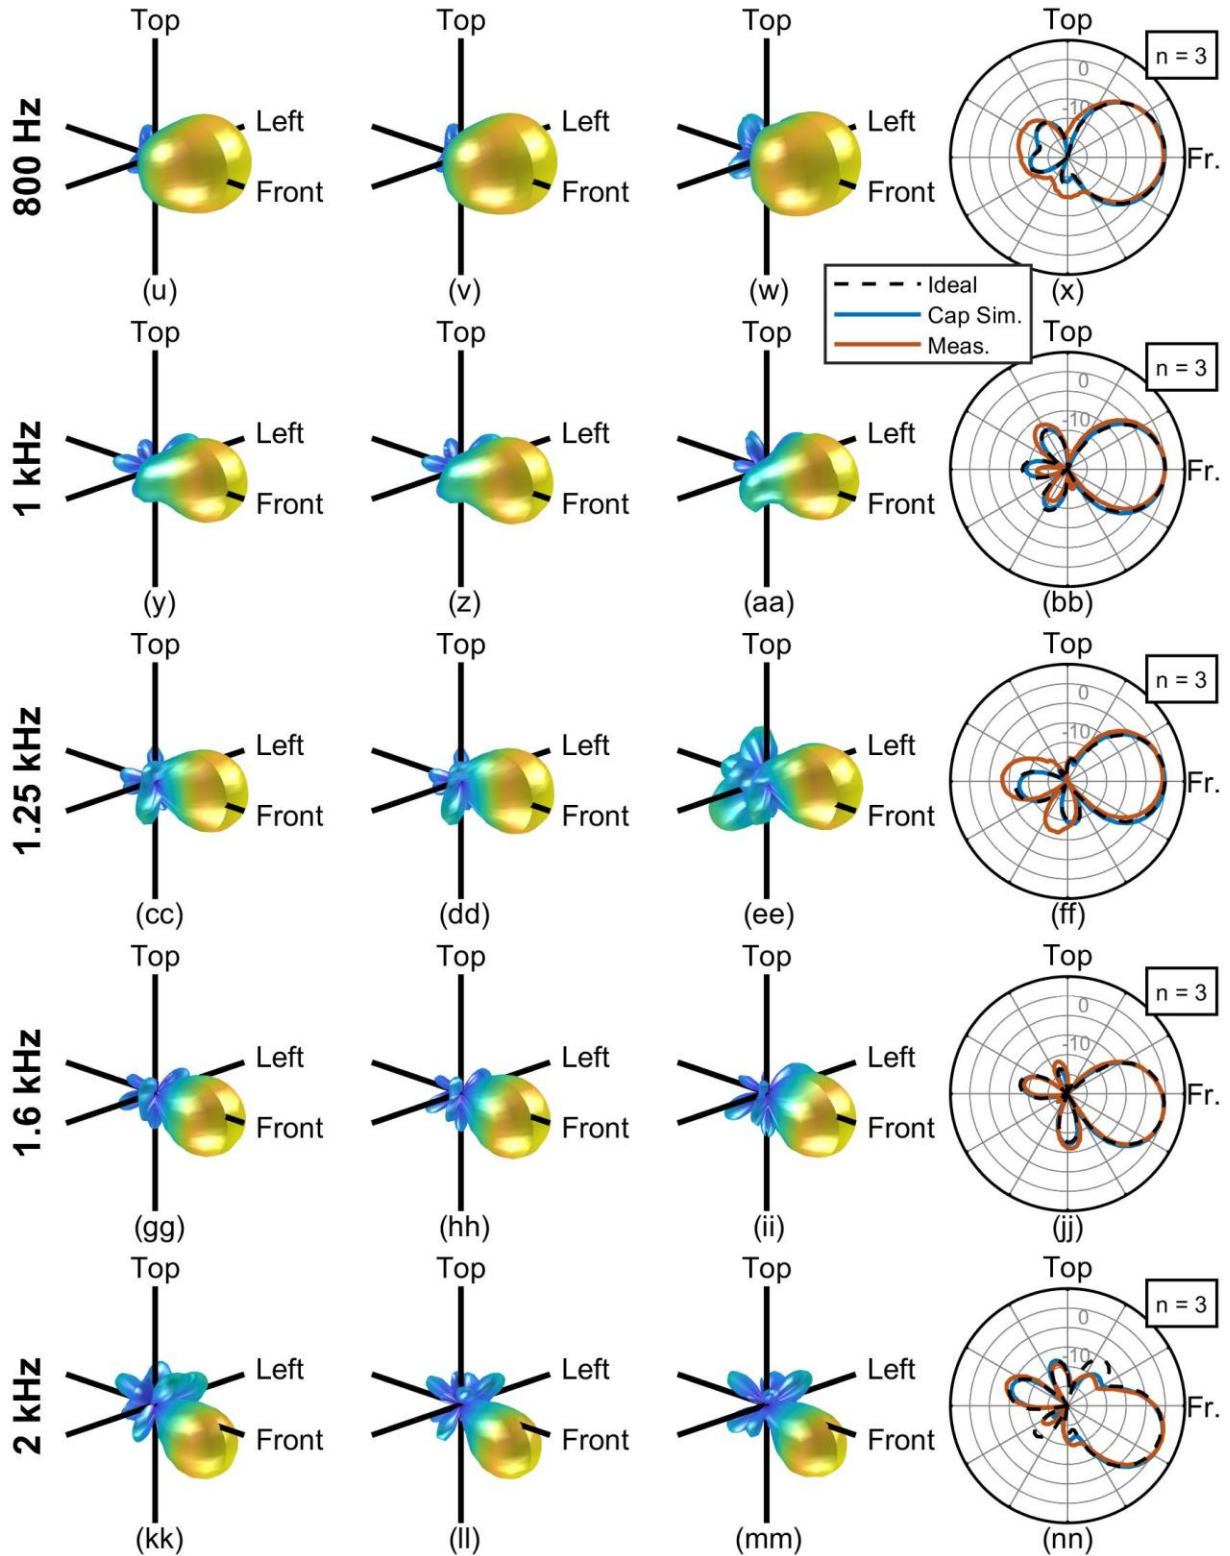 Top Top Top Top
n = 3
0
-10
800 Hz
Left Left Left
Fr.
Front Front Front
(u) (v) (w) (x)
Ideal
Cap Sim.
Meas.
Top Top Top Top
n = 3
0
-10
1 kHz
Left Left Left
Fr.
Front Front Front
(y) (z) (aa) (bb)
Top Top Top Top
n = 3
0
-10
1.25 kHz
Left Left Left
Fr.
Front Front Front
(cc) (dd) (ee) (ff)
Top Top Top Top
n = 3
0
-10
1.6 kHz
Left Left Left
Fr.
Front Front Front
(gg) (hh) (ii) (jj)
Top Top Top Top
n = 3
0
-10
2 kHz
Left Left Left
Fr.
Front Front Front
(kk) (ll) (mm) (nn)